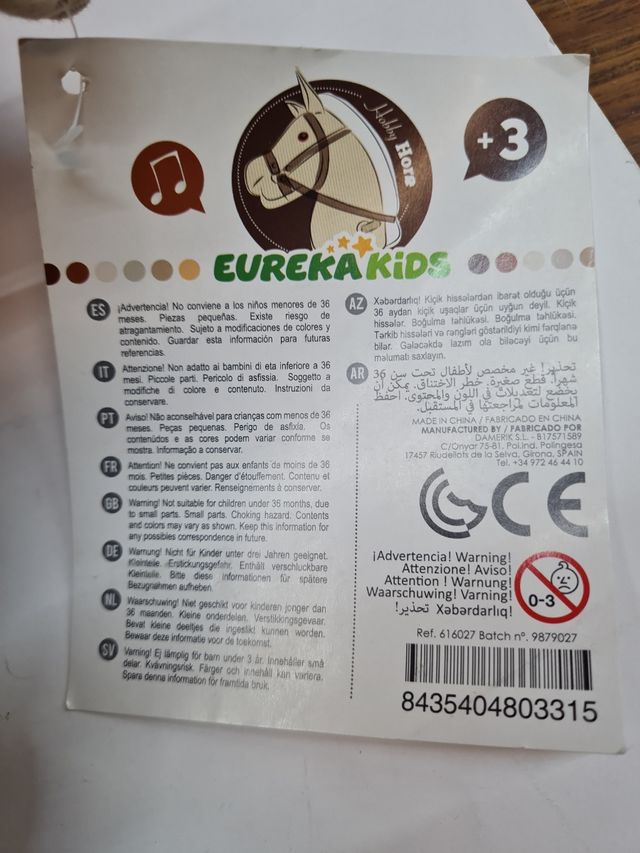 Hobby Hore
+3
EUREKAKIDS
ES
¡Advertencia! No conviene a los niños menores de 36
meses. Piezas pequeñas. Existe riesgo de
atragantamiento. Sujeto a modificaciones de colores y
contenido. Guardar esta información para futuras
referencias.
IT
Attenzione! Non adatto ai bambini di eta inferiore a 36
mesi. Piccole parti. Pericolo di asfissia. Soggetto a
modifiche di colore e contenuto. Instruzioni da
conservare.
PT
Aviso! Não aconselhável para crianças com menos de 36
meses. Peças pequenas. Perigo de asfixia. Os
contenúdos e as cores podem variar conforme se
mostra. Informação a conservar.
FR
Attention! Ne convient pas aux enfants de moins de 36
mois. Petites pièces. Danger d'étouffement. Contenu et
couleurs peuvent varier. Renseignements à conserver.
GB
Warning! Not suitable for children under 36 months, due
to small parts. Small parts. Choking hazard. Contents
and colors may vary as shown. Keep this information for
any possibles correspondence in future.
DE
Warnung! Nicht für Kinder unter drei Jahren geeignet.
Kleinteile. Erstickungsgefahr. Enthält verschluckbare
Kleinteile. Bitte diese Informationen für spätere
Bezugnahmen aufheben.
NL
Waarschuwing! Niet geschikt voor kinderen jonger dan
36 maanden. Kleine onderdelen. Verstikkingsgevaar.
Bevat kleine deeltjes die ingeslikt kunnen worden.
Bewaar deze informatie voor de toekomst.
SV
Varning! Ej lämplig för barn under 3 år. Innehåller små
delar. Kvävningsrisk. Färger och innehåll kan variera.
Spara denna information för framtida bruk.
AZ
Xəbərdarlıq! Kiçik hissələrdən ibarət olduğu üçün
36 aydan kiçik uşaqlar üçün uyğun deyil. Kiçik
hissələr. Boğulma təhlükəsi. Boğulma təhlükəsi.
Tərkib hissələri və rəngləri göstərildiyi kimi fərqlənə
bilər. Gələcəkdə lazım ola biləcəyi üçün bu
məlumatı saxlayın.
AR
تحذير! غير مخصص لأطفال تحت سن 36
شهرا. قطع صغيرة. خطر الاختناق. يمكن أن
يخضع لتعديلات في اللون والمحتوى. احفظ
المعلومات لمراجعتها في المستقبل.
MADE IN CHINA / FABRICADO EN CHINA
MANUFACTURED BY / FABRICADO POR
DAMERIK S.L. - B17571589
C/Onyar 75-81. Pol.ind. Polingesa
17457 Riudellots de la Selva, Girona, SPAIN
Tel. +34 972 46 44 10
CE
¡Advertencia! Warning!
Attenzione! Aviso!
Attention ! Warnung!
Waarschuwing! Varning!
تحذير! Xəbərdarlıq!
0-3
Ref. 616027 Batch nº. 9879027
8435404803315